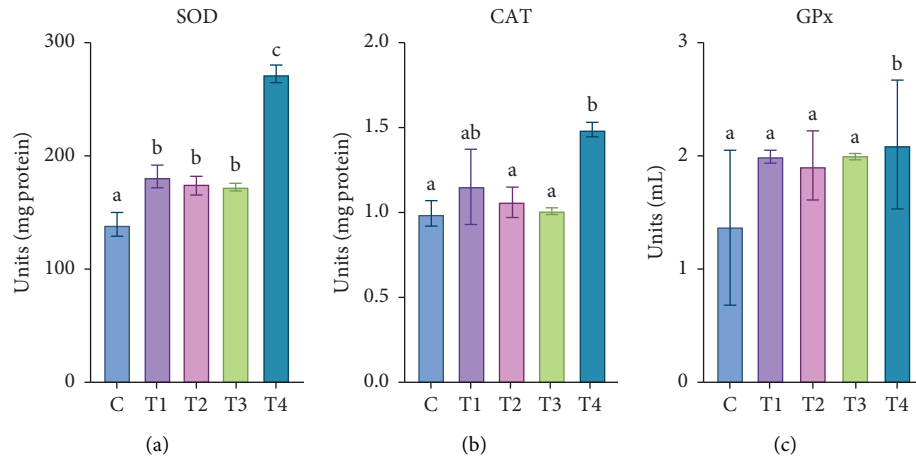 SOD
Units (mg protein)
300
200
100
0
a
b
b
b
c
C T1 T2 T3 T4
(a)
CAT
Units (mg protein)
2.0
1.5
1.0
0.5
0.0
a
ab
a
a
b
C T1 T2 T3 T4
(b)
GPx
Units (mL)
3
2
1
0
a
a
a
a
b
C T1 T2 T3 T4
(c)